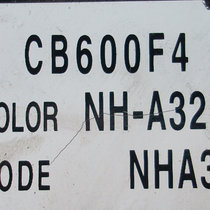 CB600F4
OLOR NH-A32
ODE NHA3